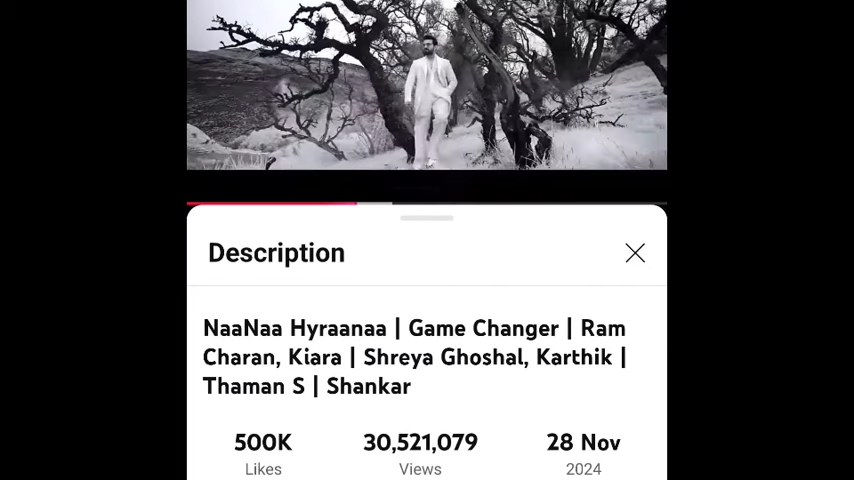 Description
NaaNaa Hyraanaa | Game Changer | Ram
Charan, Kiara | Shreya Ghoshal, Karthik |
Thaman S | Shankar
500K 30,521,079 28 Nov
Likes Views 2024